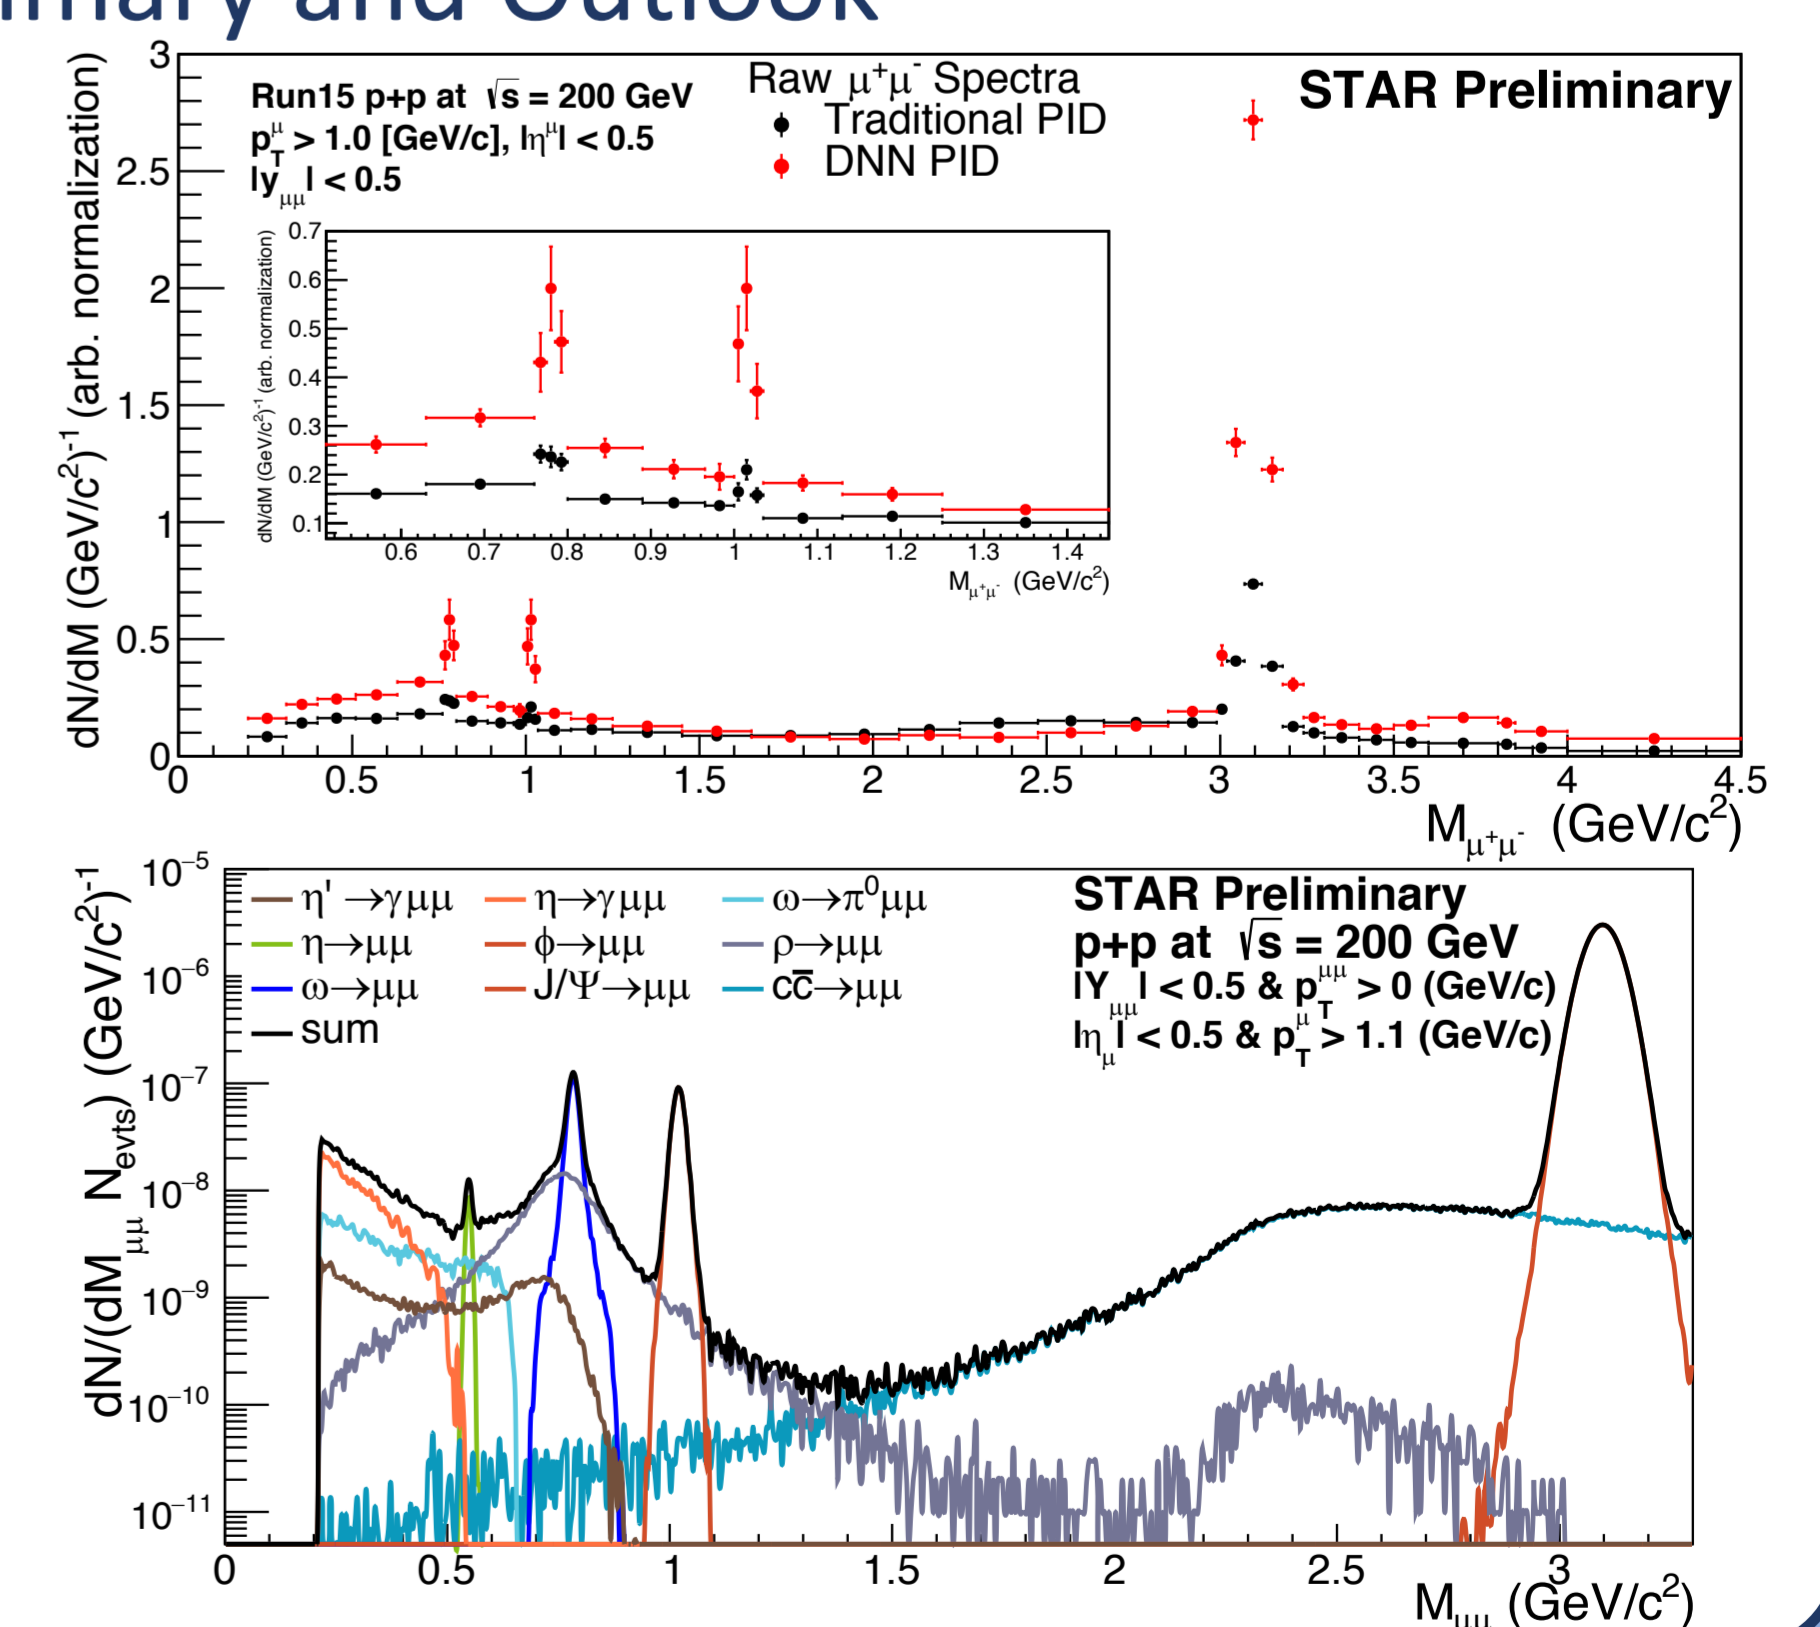 mary and Outlook
3
2.5
2
1.5
1
0.5
0
dN/dM (GeV/c²)⁻¹ (arb. normalization)
Run15 p+p at √s = 200 GeV
p_T^μ > 1.0 [GeV/c], |η^μ| < 0.5
|y_μμ| < 0.5
Raw μ⁺μ⁻ Spectra
Traditional PID
DNN PID
STAR Preliminary
0.7
0.6
0.5
0.4
0.3
0.2
0.1
dN/dM (GeV/c²)⁻¹ (arb. normalization)
0.6 0.7 0.8 0.9 1 1.1 1.2 1.3 1.4
M_μ⁺μ⁻ (GeV/c²)
0 0.5 1 1.5 2 2.5 3 3.5 4 4.5
M_μ⁺μ⁻ (GeV/c²)
10⁻⁵
10⁻⁶
10⁻⁷
10⁻⁸
10⁻⁹
10⁻¹⁰
10⁻¹¹
dN/(dM_μμ N_evts) (GeV/c²)⁻¹
η' →γμμ η→γμμ ω→π⁰μμ
η→μμ ϕ→μμ ρ→μμ
ω→μμ J/Ψ→μμ cc̅→μμ
sum
STAR Preliminary
p+p at √s = 200 GeV
|Y_μμ| < 0.5 & p_T^μμ > 0 (GeV/c)
|η_μ| < 0.5 & p_T^μ > 1.1 (GeV/c)
0 0.5 1 1.5 2 2.5 3
M_μμ (GeV/c²)